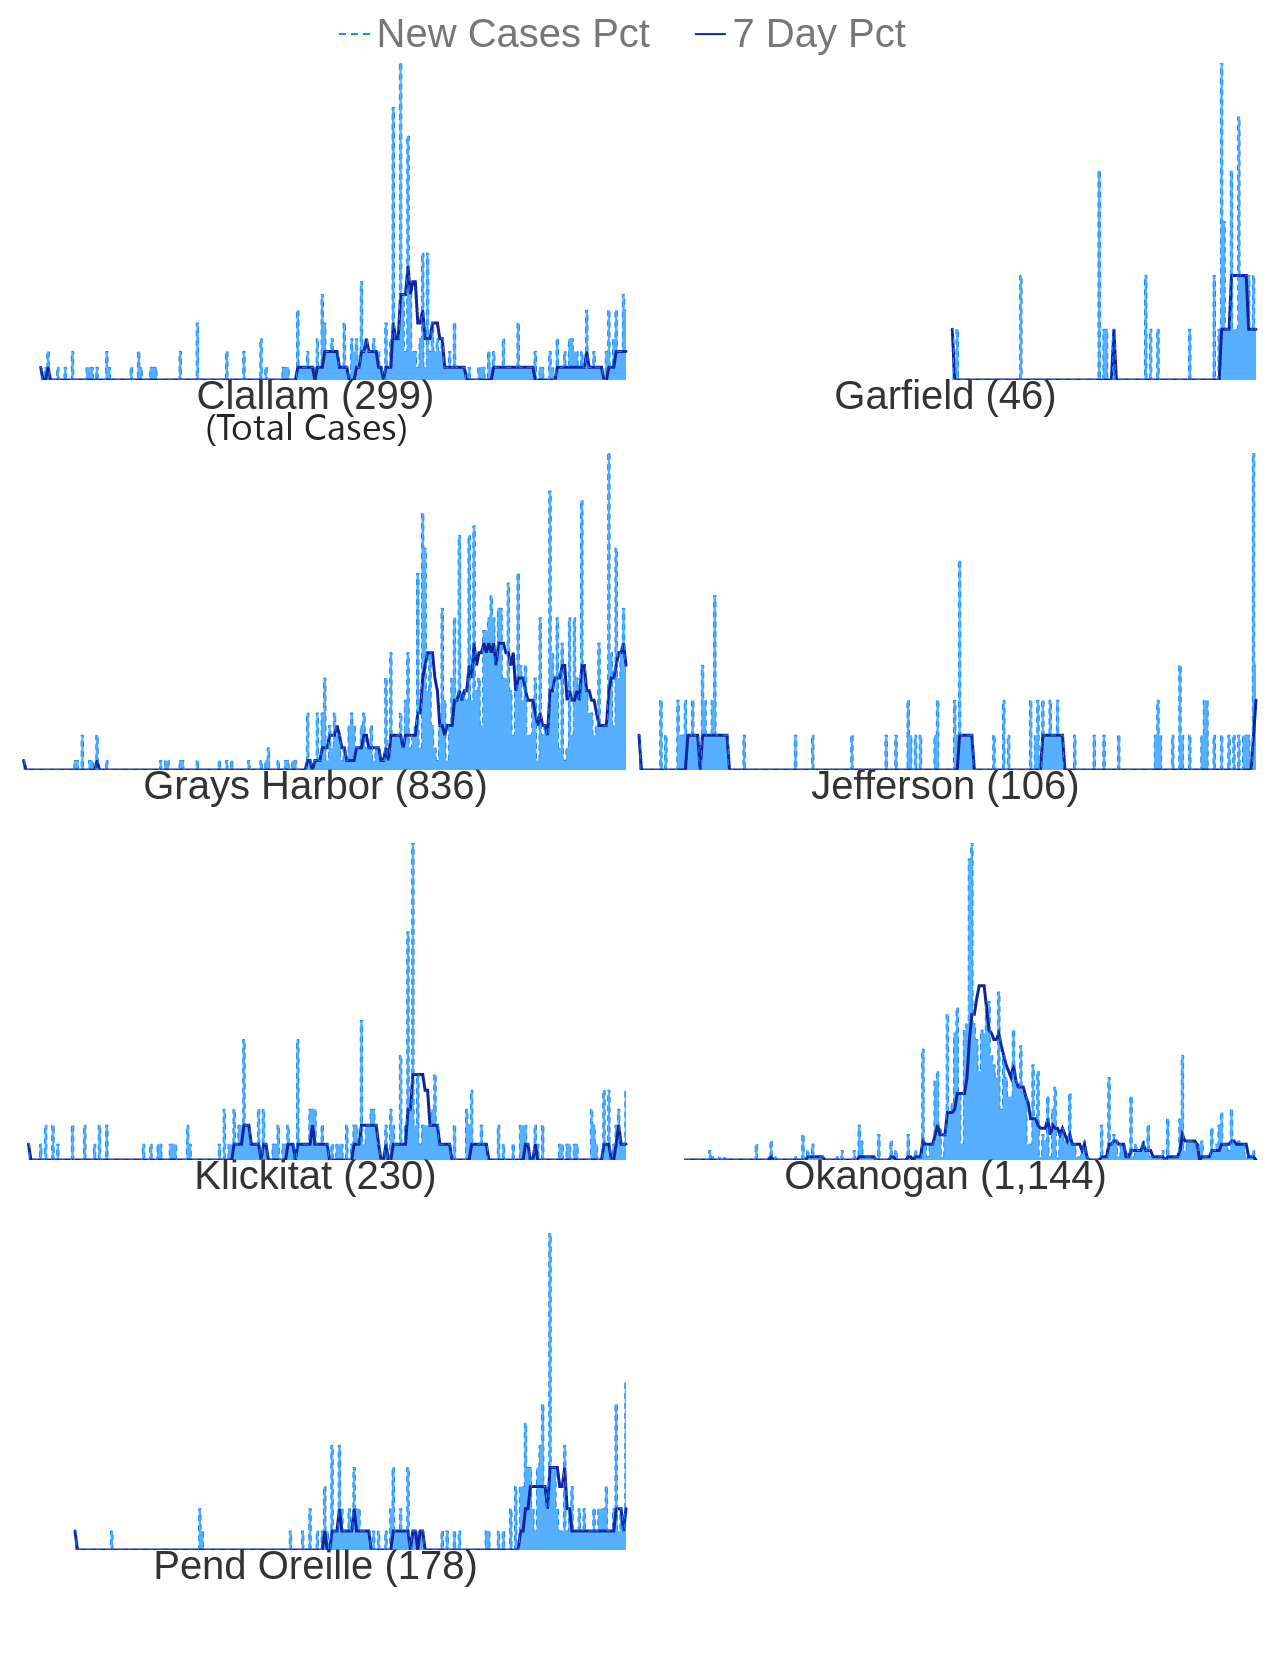 New Cases Pct 7 Day Pct
Clallam (299)
(Total Cases)
Garfield (46)
Grays Harbor (836)
Jefferson (106)
Klickitat (230)
Okanogan (1,144)
Pend Oreille (178)